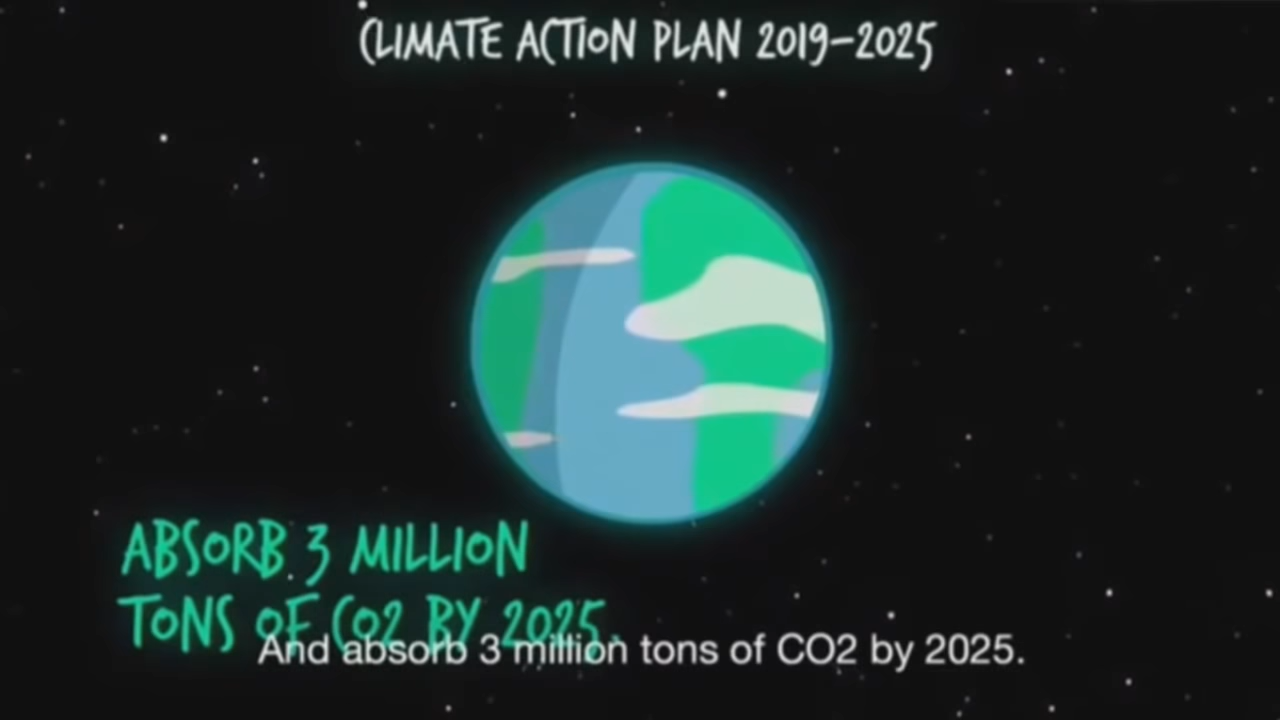 CLIMATE ACTION PLAN 2019-2025
ABSORB 3 MILLION
TONS OF CO2 BY 2025.
And absorb 3 million tons of CO2 by 2025.